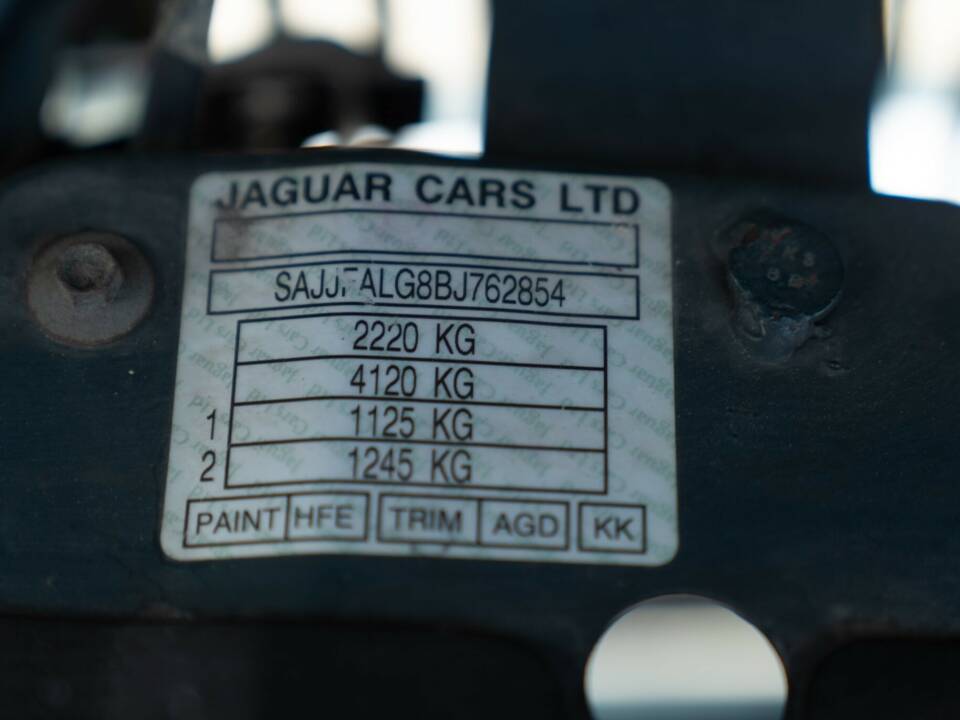 JAGUAR CARS LTD
SAJJFALG8BJ762854
2220 KG
4120 KG
1 1125 KG
2 1245 KG
PAINT HFE TRIM AGD KK